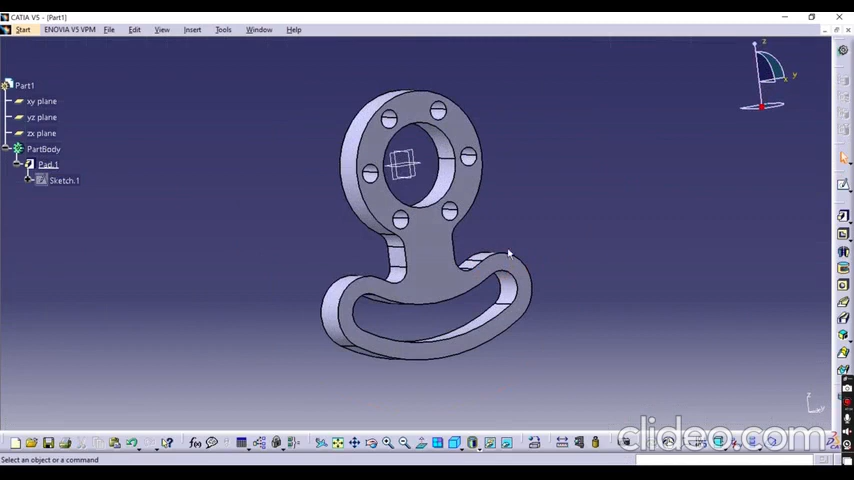 CATIA V5 - [Part1]
Start ENOVIA V5 VPM File Edit View Insert Tools Window Help
z
y
x
Part1
xy plane
yz plane
zx plane
PartBody
Pad.1
Sketch.1
z
y
f(x)
clideo.com
Select an object or a command